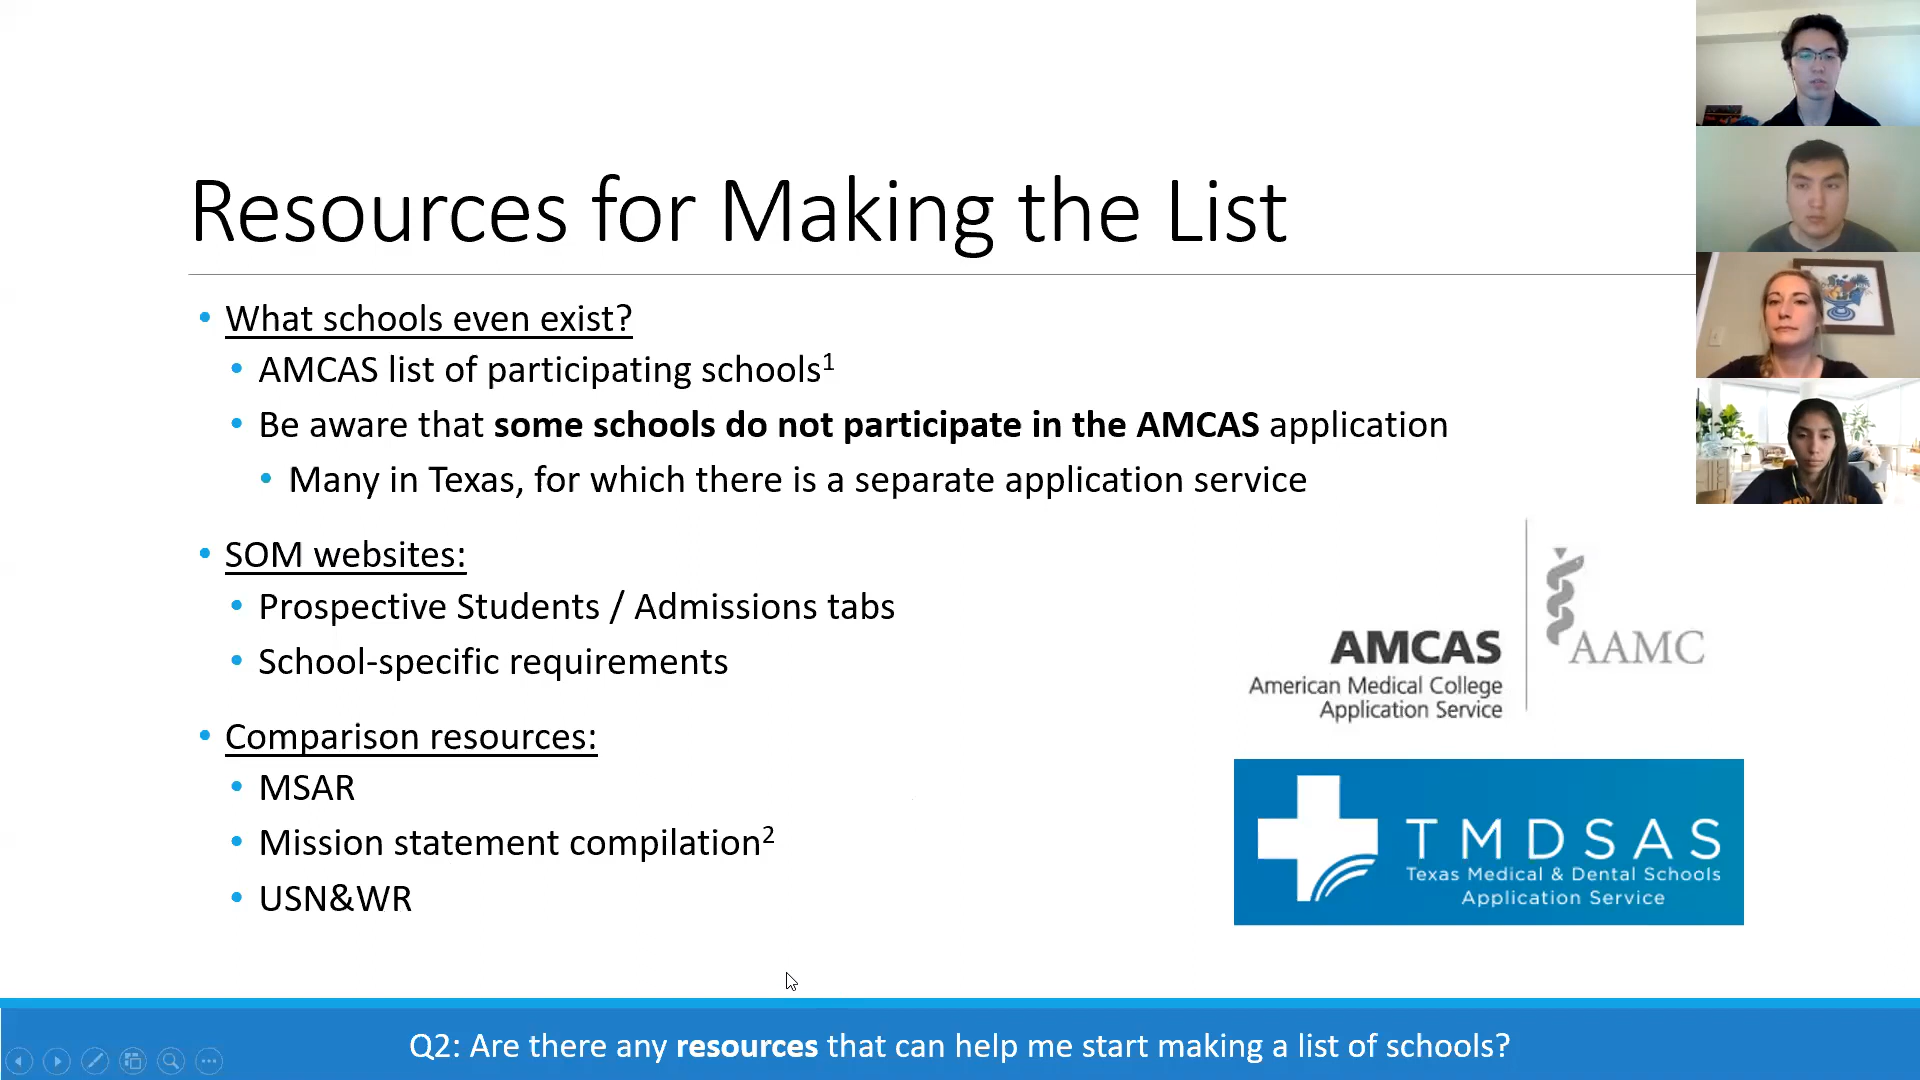 Resources for Making the List
• What schools even exist?
• AMCAS list of participating schools¹
• Be aware that some schools do not participate in the AMCAS application
• Many in Texas, for which there is a separate application service
• SOM websites:
• Prospective Students / Admissions tabs
• School-specific requirements
• Comparison resources:
• MSAR
• Mission statement compilation²
• USN&WR
AMCAS
American Medical College
Application Service
AAMC
TMDSAS
Texas Medical & Dental Schools
Application Service
Q2: Are there any resources that can help me start making a list of schools?